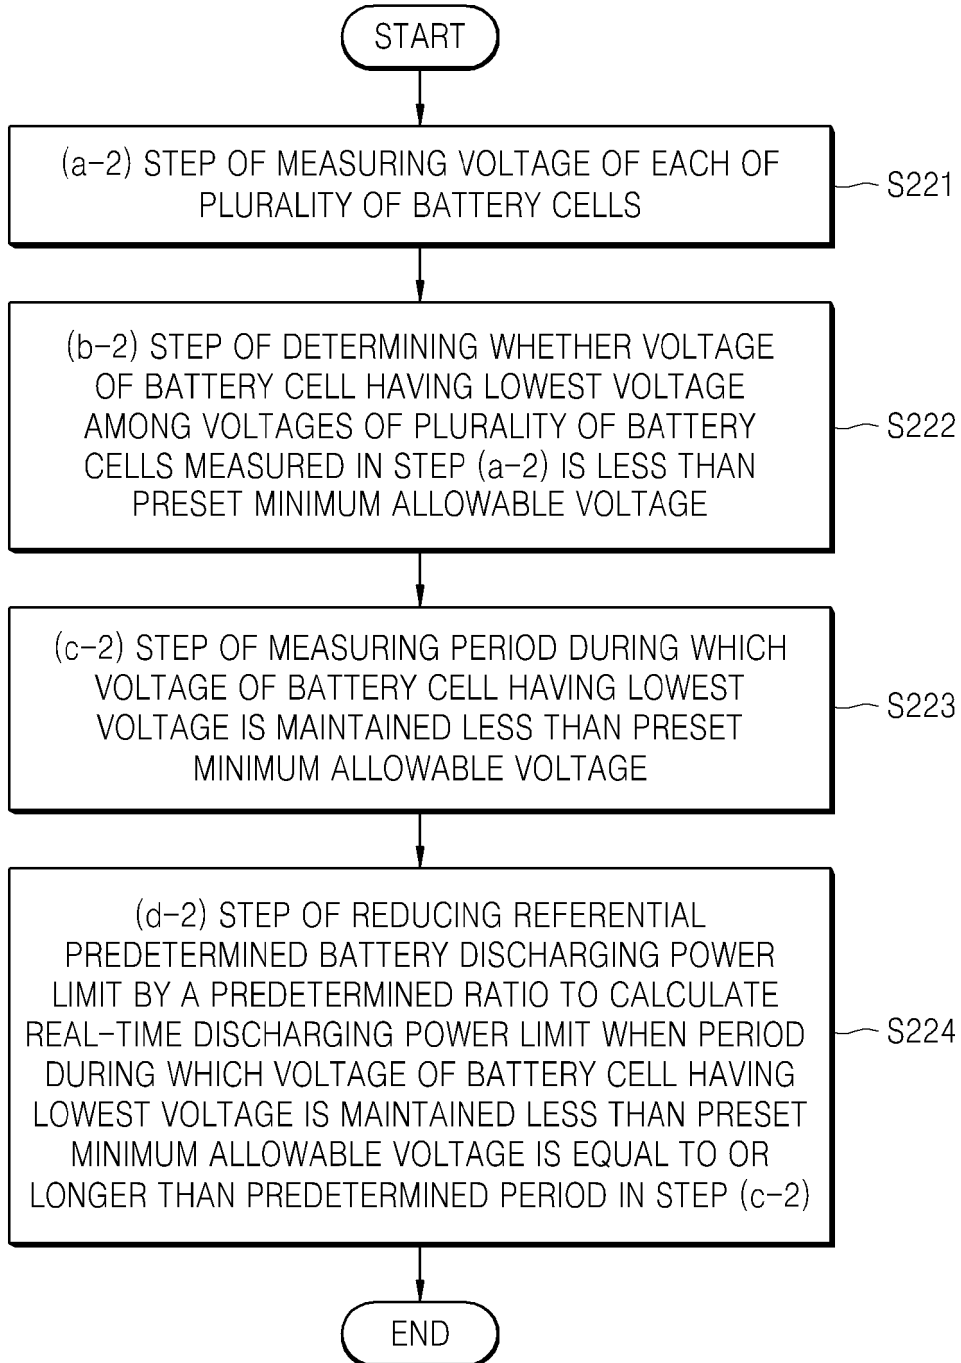 START
(a-2) STEP OF MEASURING VOLTAGE OF EACH OF
PLURALITY OF BATTERY CELLS
S221
(b-2) STEP OF DETERMINING WHETHER VOLTAGE
OF BATTERY CELL HAVING LOWEST VOLTAGE
AMONG VOLTAGES OF PLURALITY OF BATTERY
CELLS MEASURED IN STEP (a-2) IS LESS THAN
PRESET MINIMUM ALLOWABLE VOLTAGE
S222
(c-2) STEP OF MEASURING PERIOD DURING WHICH
VOLTAGE OF BATTERY CELL HAVING LOWEST
VOLTAGE IS MAINTAINED LESS THAN PRESET
MINIMUM ALLOWABLE VOLTAGE
S223
(d-2) STEP OF REDUCING REFERENTIAL
PREDETERMINED BATTERY DISCHARGING POWER
LIMIT BY A PREDETERMINED RATIO TO CALCULATE
REAL-TIME DISCHARGING POWER LIMIT WHEN PERIOD
DURING WHICH VOLTAGE OF BATTERY CELL HAVING
LOWEST VOLTAGE IS MAINTAINED LESS THAN PRESET
MINIMUM ALLOWABLE VOLTAGE IS EQUAL TO OR
LONGER THAN PREDETERMINED PERIOD IN STEP (c-2)
S224
END